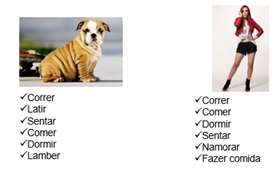 ✓Correr
✓Latir
✓Sentar
✓Comer
✓Dormir
✓Lamber
✓Correr
✓Comer
✓Dormir
✓Sentar
✓Namorar
✓Fazer comida